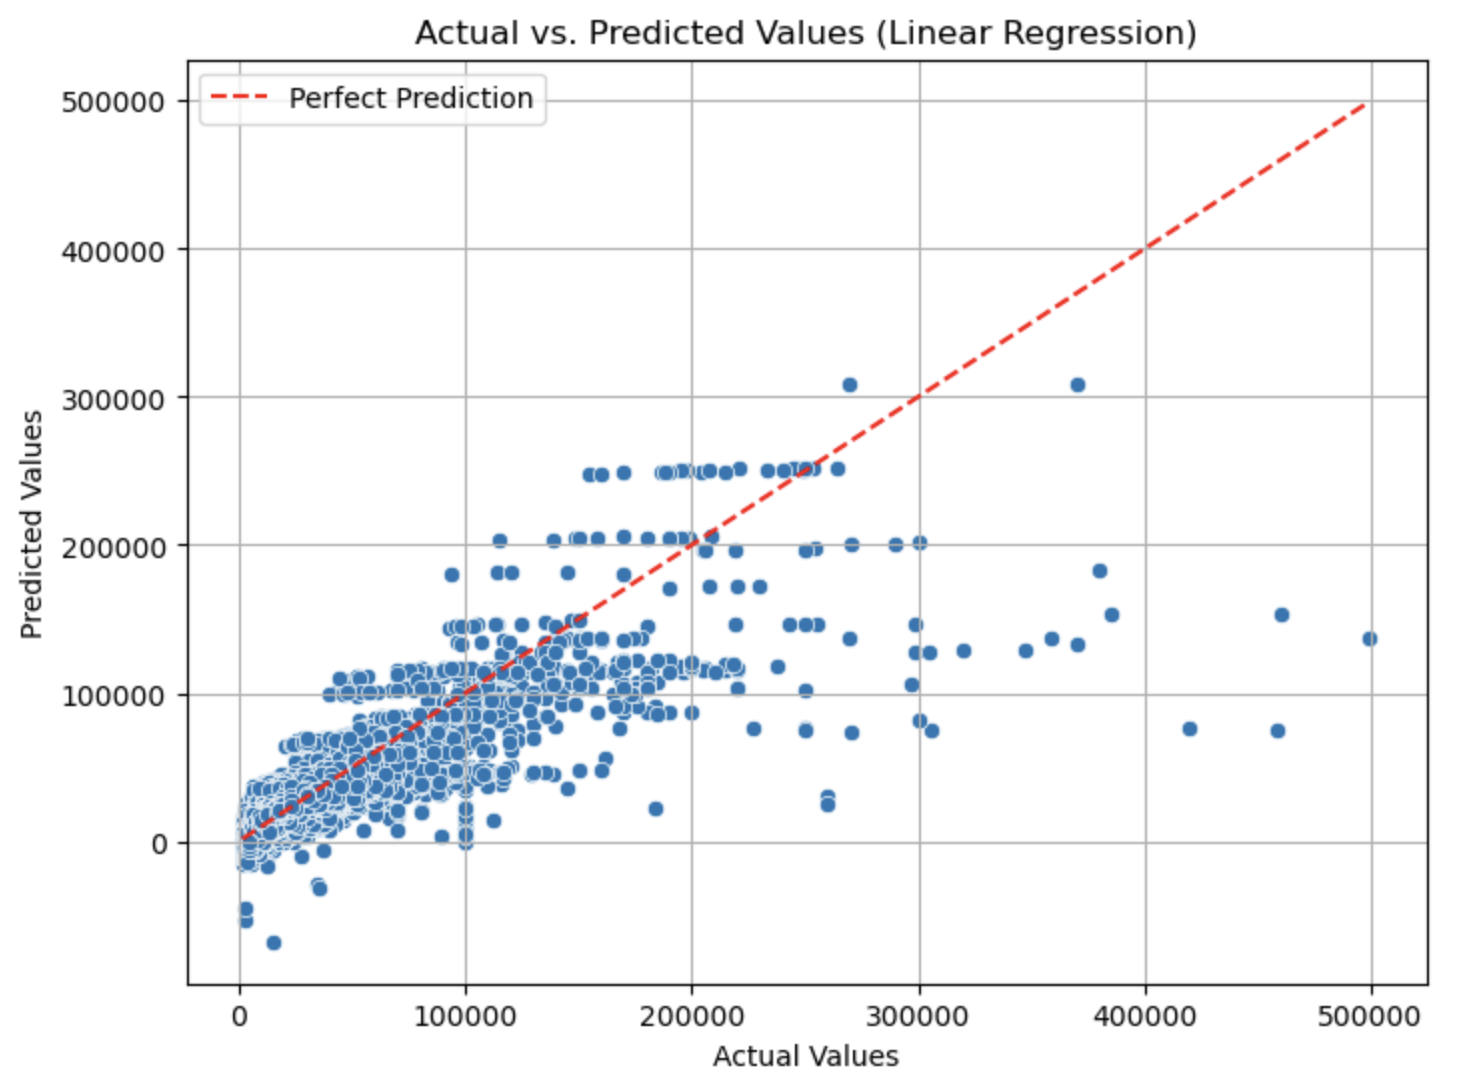 Actual vs. Predicted Values (Linear Regression)
Perfect Prediction
500000
400000
300000
200000
100000
0
Predicted Values
0 100000 200000 300000 400000 500000
Actual Values